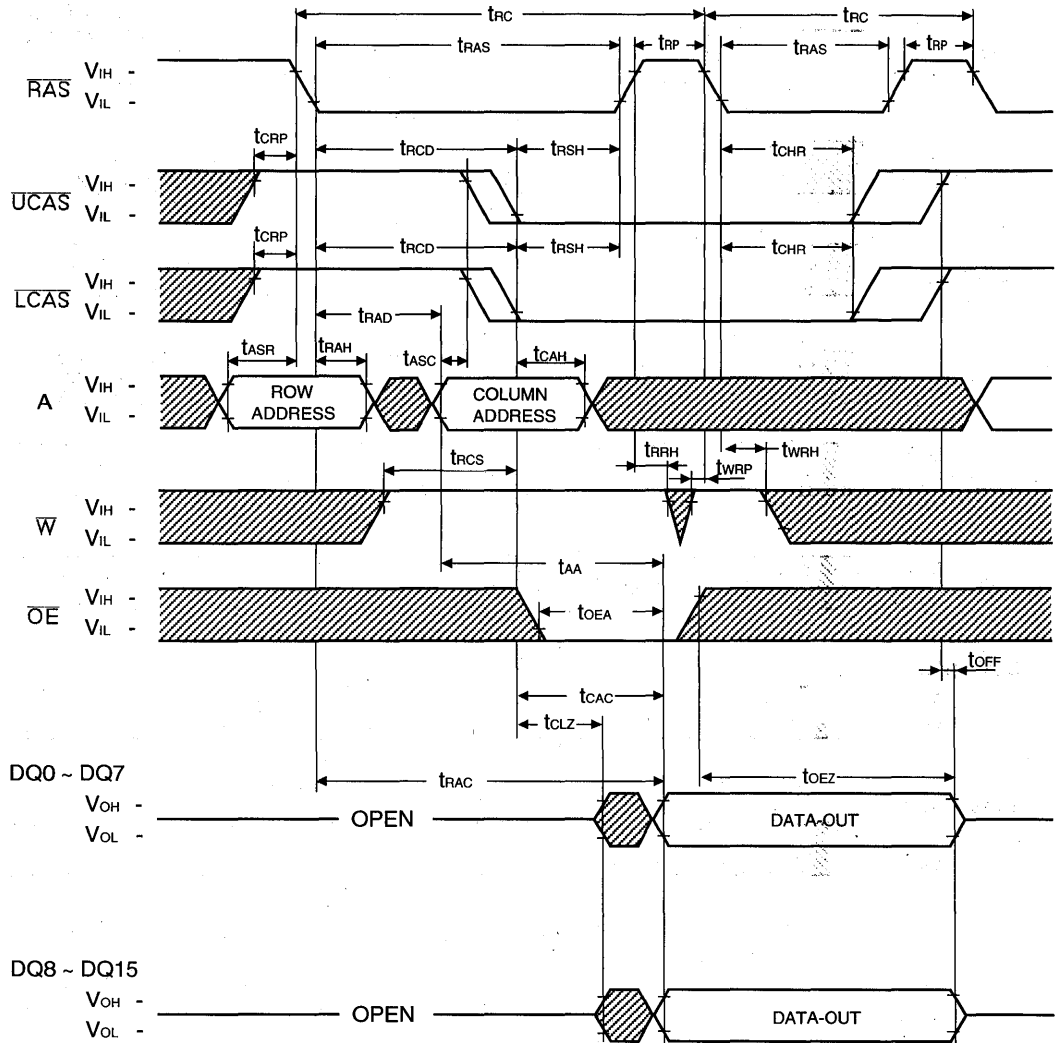 tRC tRC
tRAS tRP tRAS tRP
RAS VIH -
VIL -
tCRP tRCD tRSH tCHR
UCAS VIH -
VIL -
tCRP tRCD tRSH tCHR
LCAS VIH -
VIL -
tRAD
tASR tRAH tASC tCAH
A VIH -
VIL -
ROW
ADDRESS
COLUMN
ADDRESS
tRCS tRRH tWRP tWRH
W VIH -
VIL -
tAA
OE VIH -
VIL -
tOEA
tOFF
tCAC
tCLZ
tRAC tOEZ
DQ0 ~ DQ7
VOH -
VOL -
OPEN DATA-OUT
DQ8 ~ DQ15
VOH -
VOL -
OPEN DATA-OUT